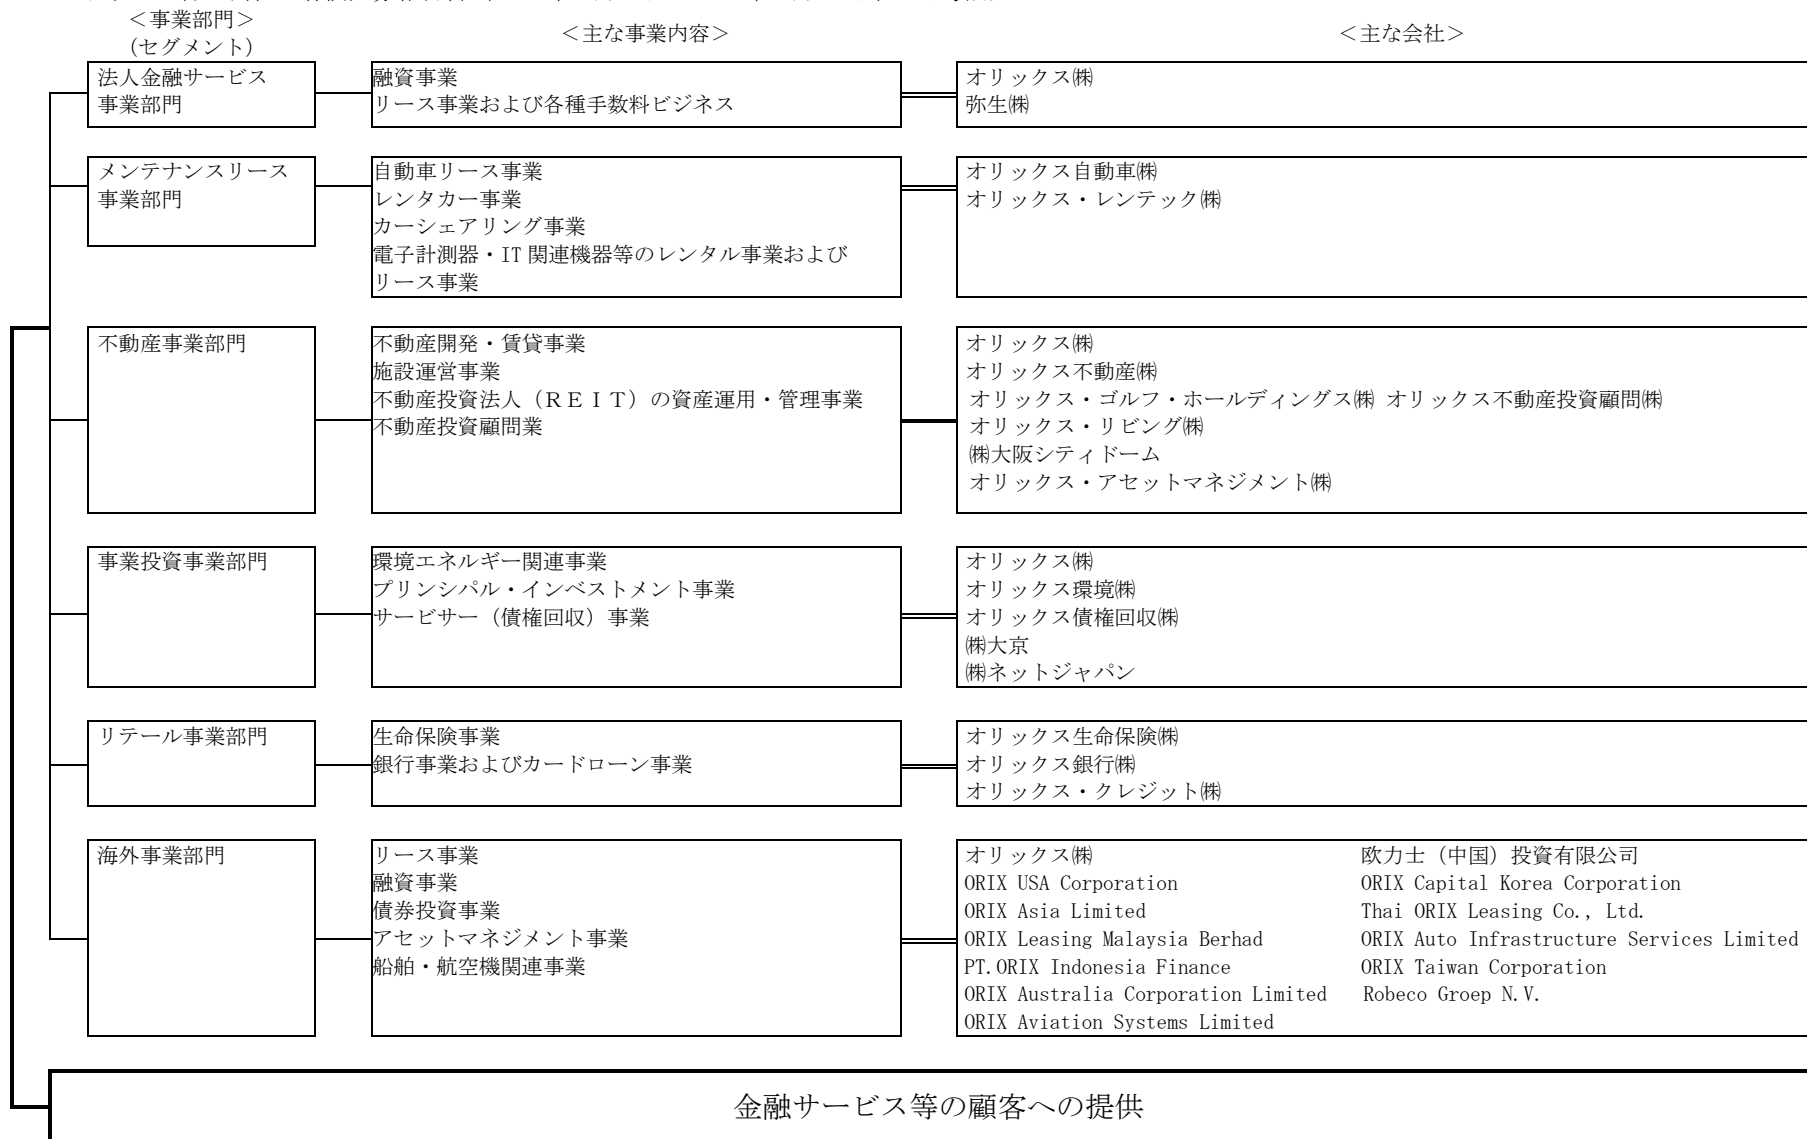 ＜事業部門＞
（セグメント）
＜主な事業内容＞
＜主な会社＞
法人金融サービス
事業部門
融資事業
リース事業および各種手数料ビジネス
オリックス㈱
弥生㈱
メンテナンスリース
事業部門
自動車リース事業
レンタカー事業
カーシェアリング事業
電子計測器・IT 関連機器等のレンタル事業および
リース事業
オリックス自動車㈱
オリックス・レンテック㈱
不動産事業部門
不動産開発・賃貸事業
施設運営事業
不動産投資法人（ＲＥＩＴ）の資産運用・管理事業
不動産投資顧問業
オリックス㈱
オリックス不動産㈱
オリックス・ゴルフ・ホールディングス㈱ オリックス不動産投資顧問㈱
オリックス・リビング㈱
㈱大阪シティドーム
オリックス・アセットマネジメント㈱
事業投資事業部門
環境エネルギー関連事業
プリンシパル・インベストメント事業
サービサー（債権回収）事業
オリックス㈱
オリックス環境㈱
オリックス債権回収㈱
㈱大京
㈱ネットジャパン
リテール事業部門
生命保険事業
銀行事業およびカードローン事業
オリックス生命保険㈱
オリックス銀行㈱
オリックス・クレジット㈱
海外事業部門
リース事業
融資事業
債券投資事業
アセットマネジメント事業
船舶・航空機関連事業
オリックス㈱
ORIX USA Corporation
ORIX Asia Limited
ORIX Leasing Malaysia Berhad
PT.ORIX Indonesia Finance
ORIX Australia Corporation Limited
ORIX Aviation Systems Limited
欧力士（中国）投資有限公司
ORIX Capital Korea Corporation
Thai ORIX Leasing Co., Ltd.
ORIX Auto Infrastructure Services Limited
ORIX Taiwan Corporation
Robeco Groep N.V.
金融サービス等の顧客への提供